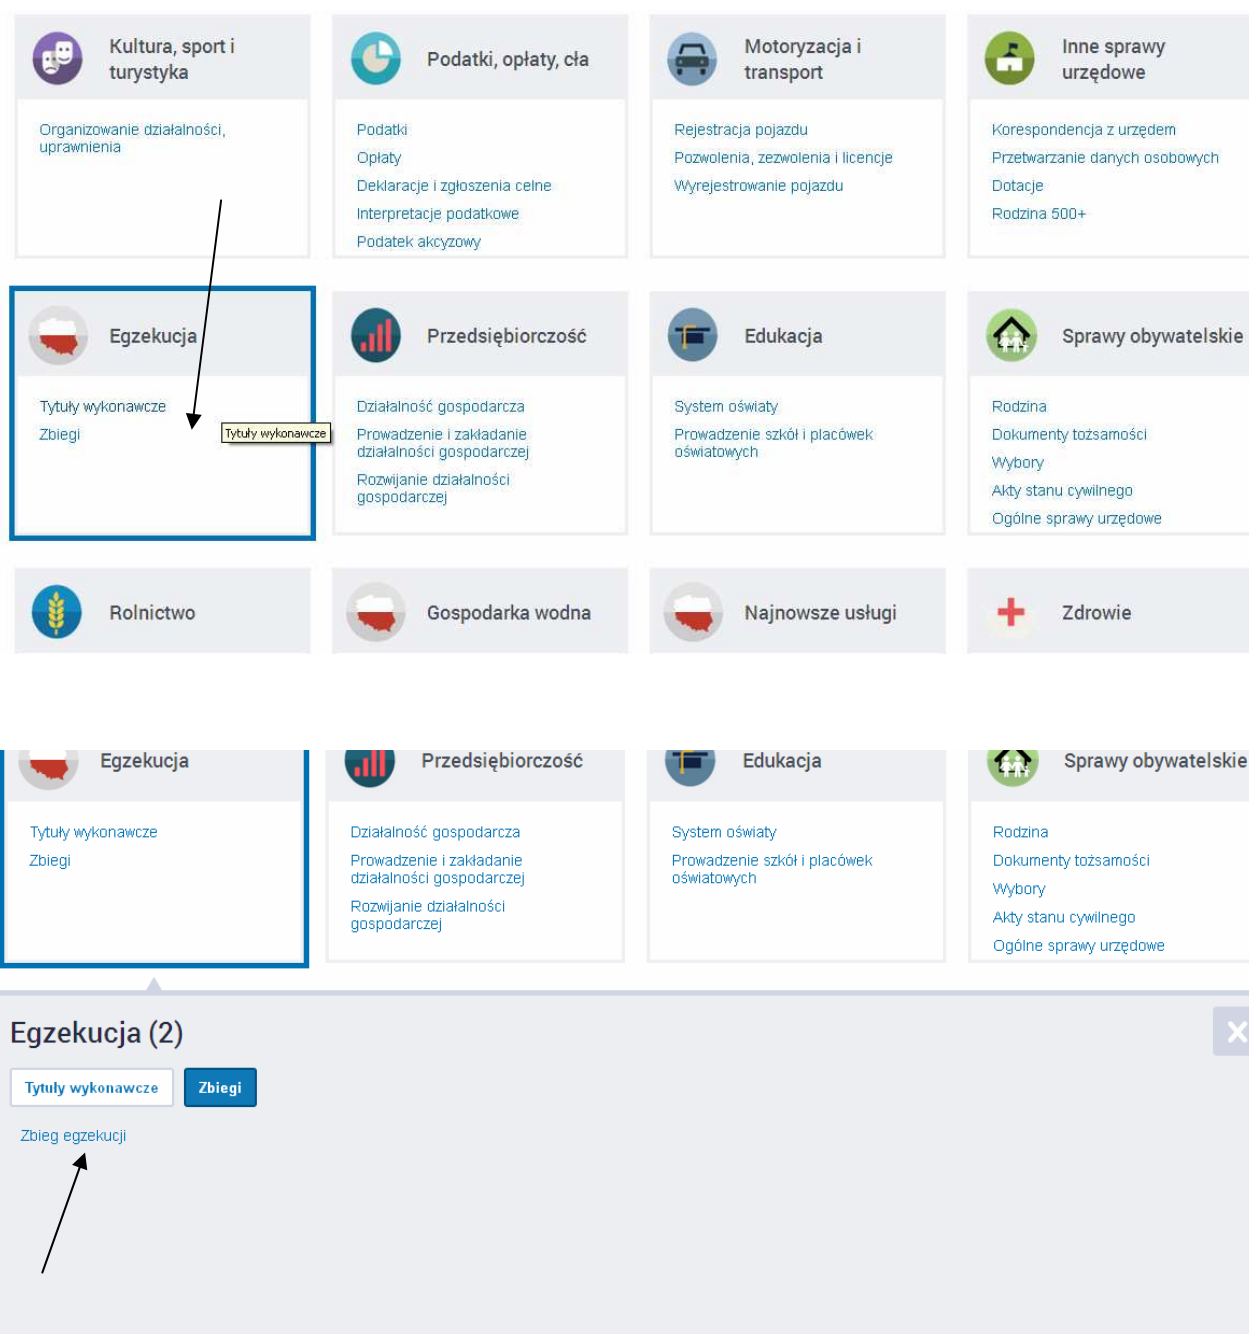 Kultura, sport i
turystyka
Organizowanie działalności,
uprawnienia
Podatki, opłaty, cła
Podatki
Opłaty
Deklaracje i zgłoszenia celne
Interpretacje podatkowe
Podatek akcyzowy
Motoryzacja i
transport
Rejestracja pojazdu
Pozwolenia, zezwolenia i licencje
Wyrejestrowanie pojazdu
Inne sprawy
urzędowe
Korespondencja z urzędem
Przetwarzanie danych osobowych
Dotacje
Rodzina 500+
Egzekucja
Tytuły wykonawcze
Zbiegi
Tytuły wykonawcze
Przedsiębiorczość
Działalność gospodarcza
Prowadzenie i zakładanie
działalności gospodarczej
Rozwijanie działalności
gospodarczej
Edukacja
System oświaty
Prowadzenie szkół i placówek
oświatowych
Sprawy obywatelskie
Rodzina
Dokumenty tożsamości
Wybory
Akty stanu cywilnego
Ogólne sprawy urzędowe
Rolnictwo
Gospodarka wodna
Najnowsze usługi
Zdrowie
Egzekucja
Tytuły wykonawcze
Zbiegi
Przedsiębiorczość
Działalność gospodarcza
Prowadzenie i zakładanie
działalności gospodarczej
Rozwijanie działalności
gospodarczej
Edukacja
System oświaty
Prowadzenie szkół i placówek
oświatowych
Sprawy obywatelskie
Rodzina
Dokumenty tożsamości
Wybory
Akty stanu cywilnego
Ogólne sprawy urzędowe
Egzekucja (2)
Tytuły wykonawcze
Zbiegi
Zbieg egzekucji